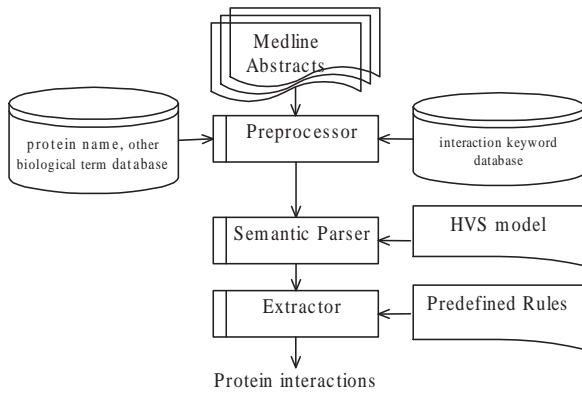 Medline
Abstracts
protein name, other
biological term database
Preprocessor
interaction keyword
database
Semantic Parser
HVS model
Extractor
Predefined Rules
Protein interactions